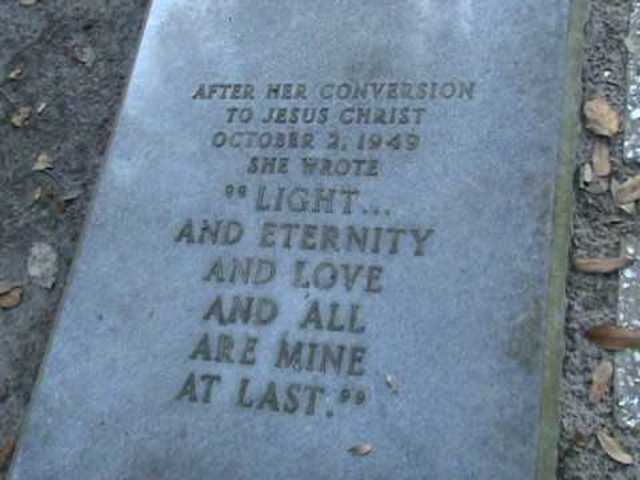 AFTER HER CONVERSION
TO JESUS CHRIST
OCTOBER 2, 1949
SHE WROTE
"LIGHT...
AND ETERNITY
AND LOVE
AND ALL
ARE MINE
AT LAST."